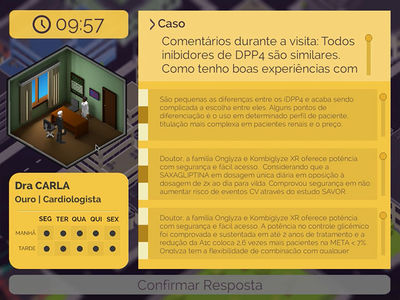 09:57
Caso
Comentários durante a visita: Todos
inibidores de DPP4 são similares.
Como tenho boas experiências com
São pequenas as diferenças entre os iDPP4 e acaba sendo
complicada a escolha entre eles. Alguns pontos de
diferenciação é o uso em determinado perfil de paciente,
titulação mais complexa em pacientes renais e o preço.
Doutor, a família Onglyza e Kombiglyze XR oferece potência
com segurança e fácil acesso. Considerando que a
SAXAGLIPTINA em dosagem única diária em oposição à
dosagem de 2x ao dia para vilda. Comprovou segurança em não
aumentar risco de eventos CV através do estudo SAVOR.
Doutor, a família Onglyza e Kombiglyze XR oferece potência
com segurança e fácil acesso. A potência no controle glicêmico
foi comprovada e sustentada em até 2 anos de tratamento e a
redução da A1c coloca 2,6 vezes mais pacientes na META < 7%.
Onglyza tem a flexibilidade de combinação com qualquer
Dra CARLA
Ouro | Cardiologista
SEG TER QUA QUI SEX
MANHÃ
TARDE
Confirmar Resposta